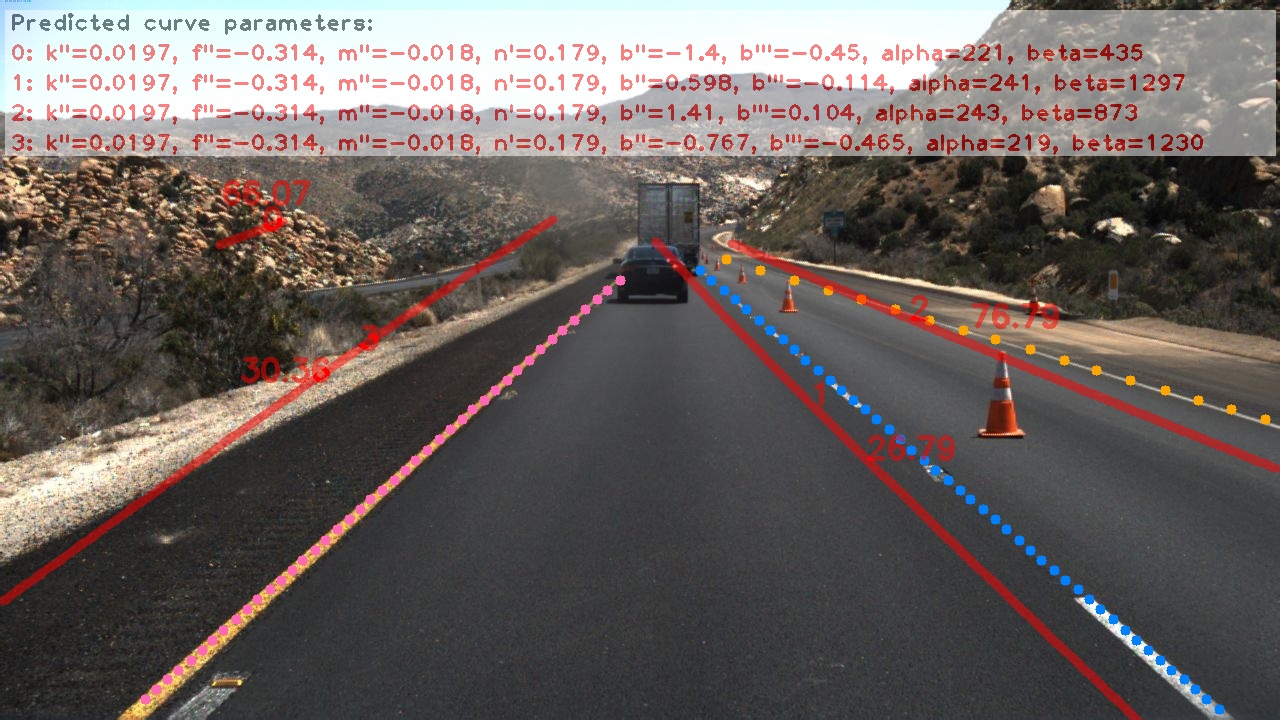 Predicted curve parameters:
0: k"=0.0197, f"=−0.314, m"=−0.018, n'=0.179, b"=−1.4, b'''=−0.45, alpha=221, beta=435
1: k"=0.0197, f"=−0.314, m"=−0.018, n'=0.179, b"=0.598, b'''=−0.114, alpha=241, beta=1297
2: k"=0.0197, f"=−0.314, m"=−0.018, n'=0.179, b"=1.41, b'''=0.104, alpha=243, beta=873
3: k"=0.0197, f"=−0.314, m"=−0.018, n'=0.179, b"=−0.767, b'''=−0.465, alpha=219, beta=1230
66.07
0
2
76.79
3
30.36
1
26.79